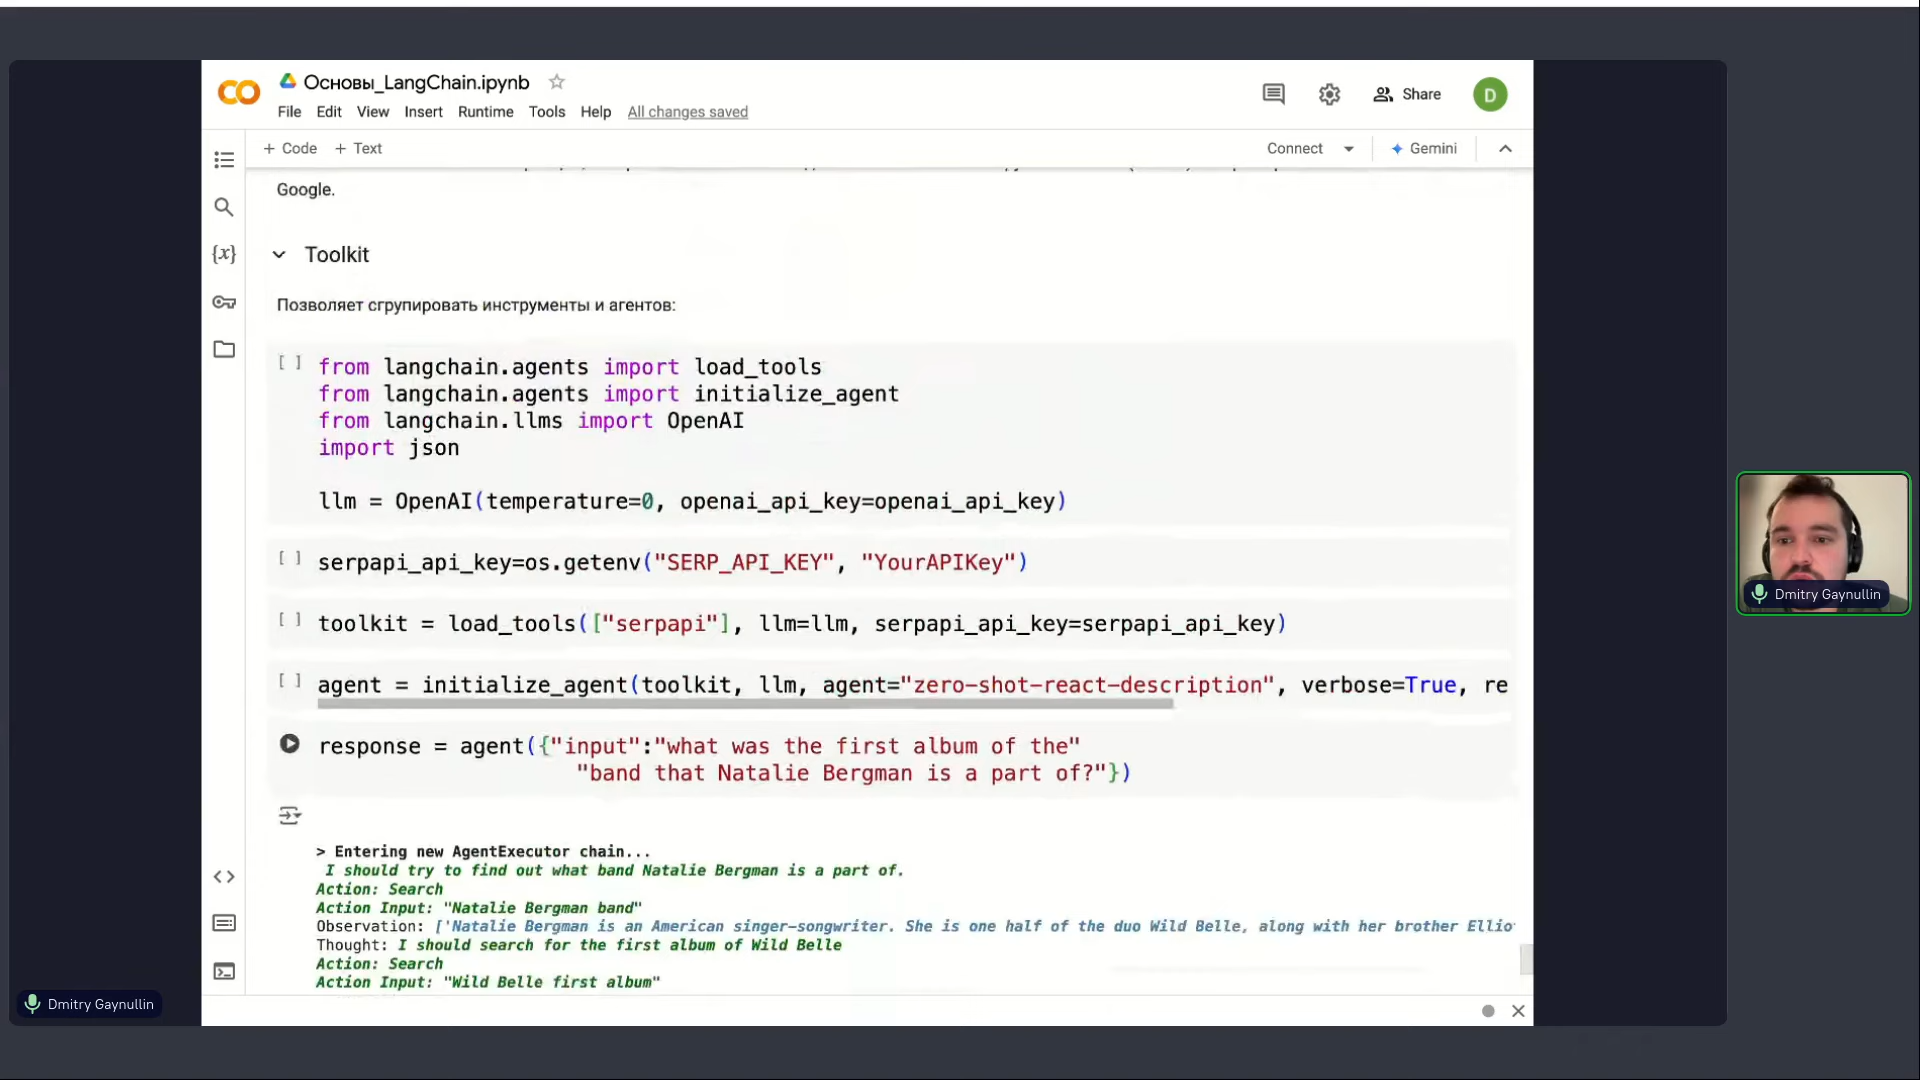 Основы_LangChain.ipynb
File Edit View Insert Runtime Tools Help All changes saved
Share
D
+ Code + Text
Connect
Gemini
Google.
Toolkit
Позволяет сгрупировать инструменты и агентов:
[ ] from langchain.agents import load_tools
from langchain.agents import initialize_agent
from langchain.llms import OpenAI
import json
llm = OpenAI(temperature=0, openai_api_key=openai_api_key)
[ ] serpapi_api_key=os.getenv("SERP_API_KEY", "YourAPIKey")
[ ] toolkit = load_tools(["serpapi"], llm=llm, serpapi_api_key=serpapi_api_key)
[ ] agent = initialize_agent(toolkit, llm, agent="zero-shot-react-description", verbose=True, re
response = agent({"input":"what was the first album of the"
"band that Natalie Bergman is a part of?"})
> Entering new AgentExecutor chain...
I should try to find out what band Natalie Bergman is a part of.
Action: Search
Action Input: "Natalie Bergman band"
Observation: ['Natalie Bergman is an American singer-songwriter. She is one half of the duo Wild Belle, along with her brother Ellio
Thought: I should search for the first album of Wild Belle
Action: Search
Action Input: "Wild Belle first album"
Dmitry Gaynullin
Dmitry Gaynullin